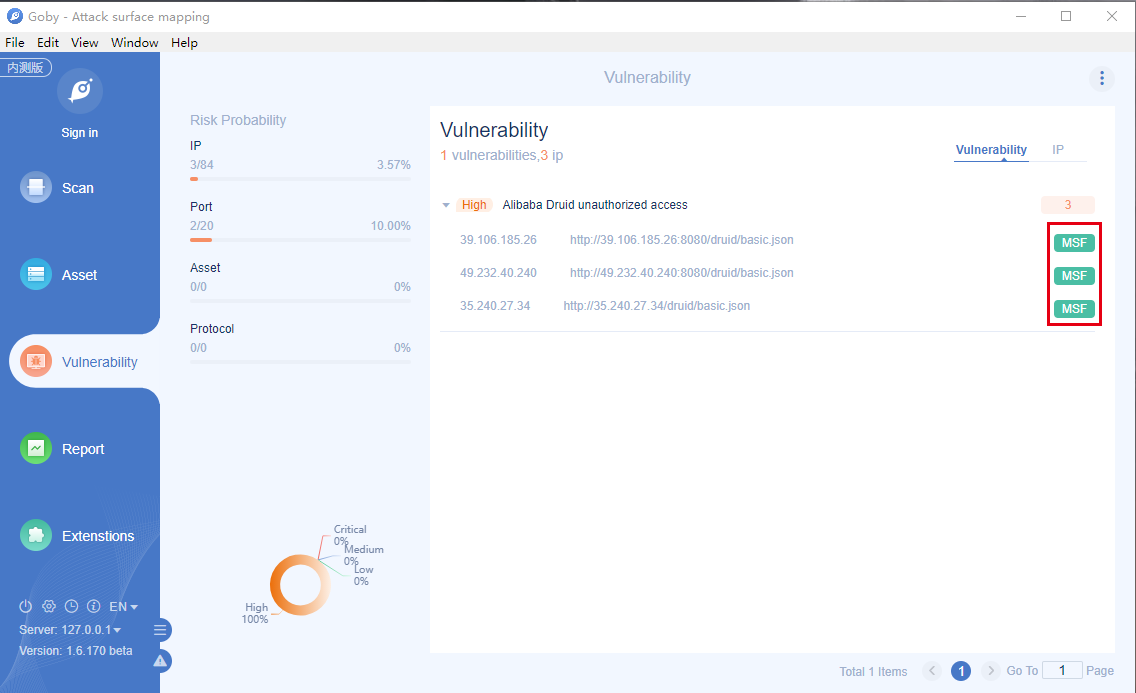 Goby - Attack surface mapping
File Edit View Window Help
内测版
Sign in
Scan
Asset
Vulnerability
Report
Extenstions
EN
Server: 127.0.0.1
Version: 1.6.170 beta
Vulnerability
Risk Probability
IP
3/84 3.57%
Port
2/20 10.00%
Asset
0/0 0%
Protocol
0/0 0%
Critical
0%
Medium
0%
Low
0%
High
100%
Vulnerability
1 vulnerabilities,3 ip
Vulnerability IP
High Alibaba Druid unauthorized access 3
39.106.185.26 http://39.106.185.26:8080/druid/basic.json MSF
49.232.40.240 http://49.232.40.240:8080/druid/basic.json MSF
35.240.27.34 http://35.240.27.34/druid/basic.json MSF
Total 1 Items 1 Go To 1 Page